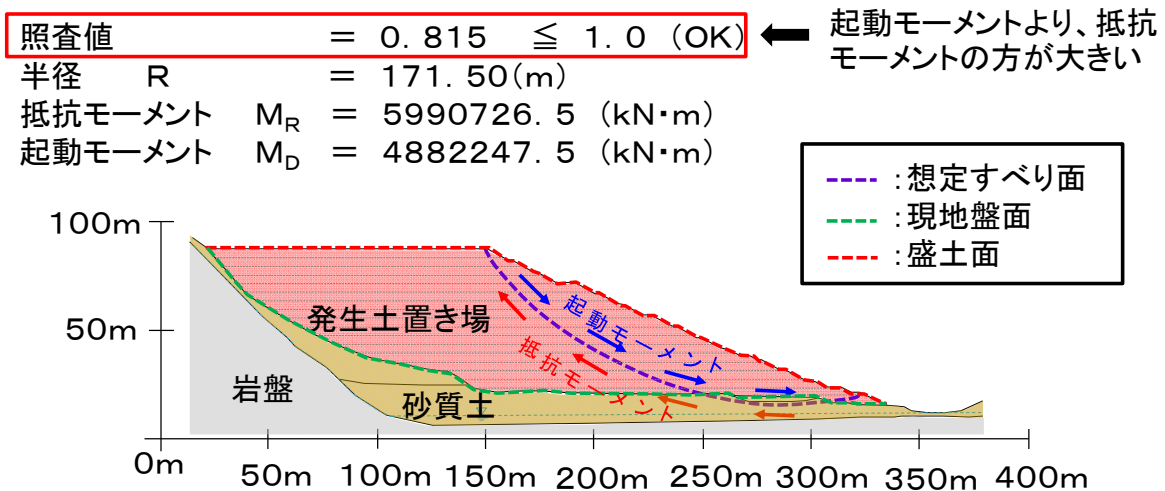 照査値 = 0.815 ≦ 1.0 (OK)
起動モーメントより、抵抗
モーメントの方が大きい
半径 R = 171.50(m)
抵抗モーメント MR = 5990726.5 (kN・m)
起動モーメント MD = 4882247.5 (kN・m)
:想定すべり面
:現地盤面
:盛土面
100m
50m
発生土置き場
起動モーメント
抵抗モーメント
岩盤
砂質土
0m 50m 100m 150m 200m 250m 300m 350m 400m